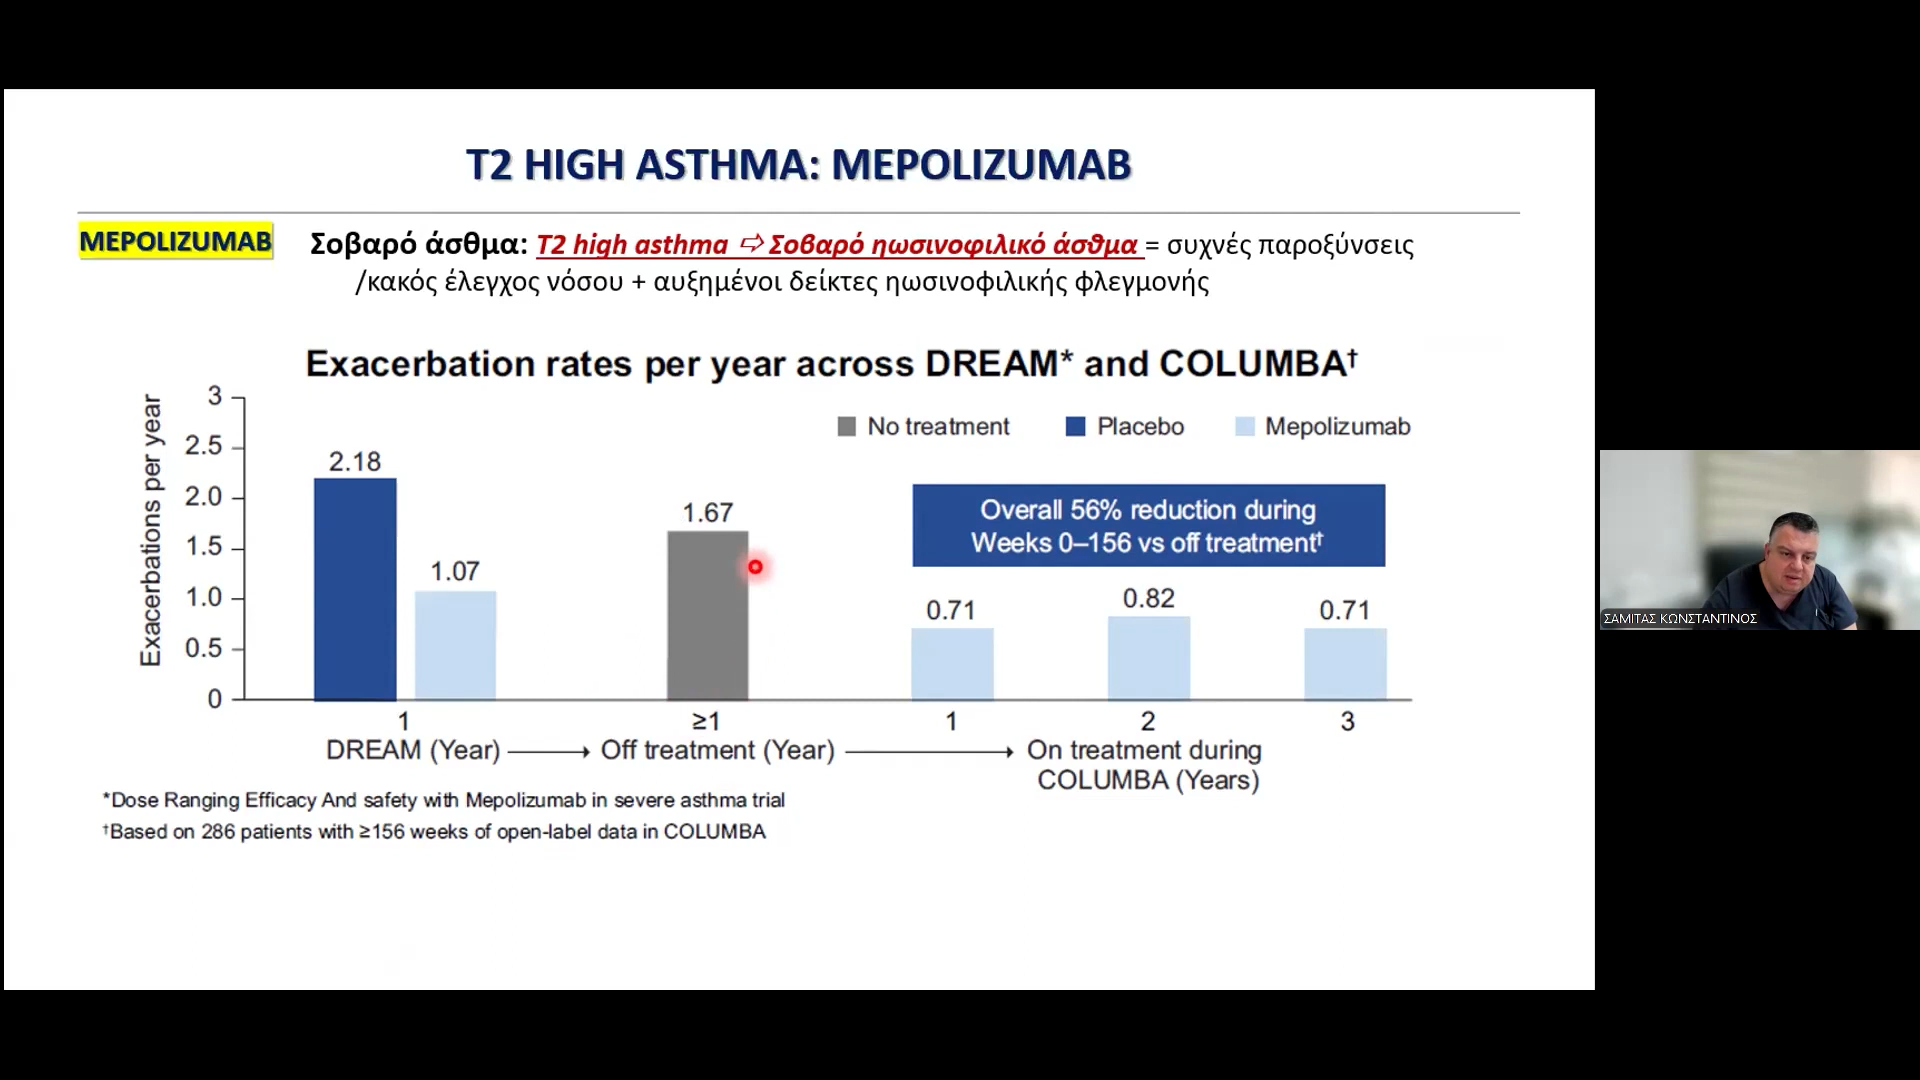 T2 HIGH ASTHMA: MEPOLIZUMAB
MEPOLIZUMAB
Σοβαρό άσθμα: T2 high asthma ⇨ Σοβαρό ηωσινοφιλικό άσθμα = συχνές παροξύνσεις
/κακός έλεγχος νόσου + αυξημένοι δείκτες ηωσινοφιλικής φλεγμονής
Exacerbation rates per year across DREAM* and COLUMBA†
Exacerbations per year
3
2.5
2.0
1.5
1.0
0.5
0
No treatment Placebo Mepolizumab
2.18
1.07
1.67
Overall 56% reduction during
Weeks 0–156 vs off treatment†
0.71
0.82
0.71
1 ≥1 1 2 3
DREAM (Year) → Off treatment (Year) → On treatment during
COLUMBA (Years)
*Dose Ranging Efficacy And safety with Mepolizumab in severe asthma trial
†Based on 286 patients with ≥156 weeks of open-label data in COLUMBA
ΣΑΜΙΤΑΣ ΚΩΝΣΤΑΝΤΙΝΟΣ